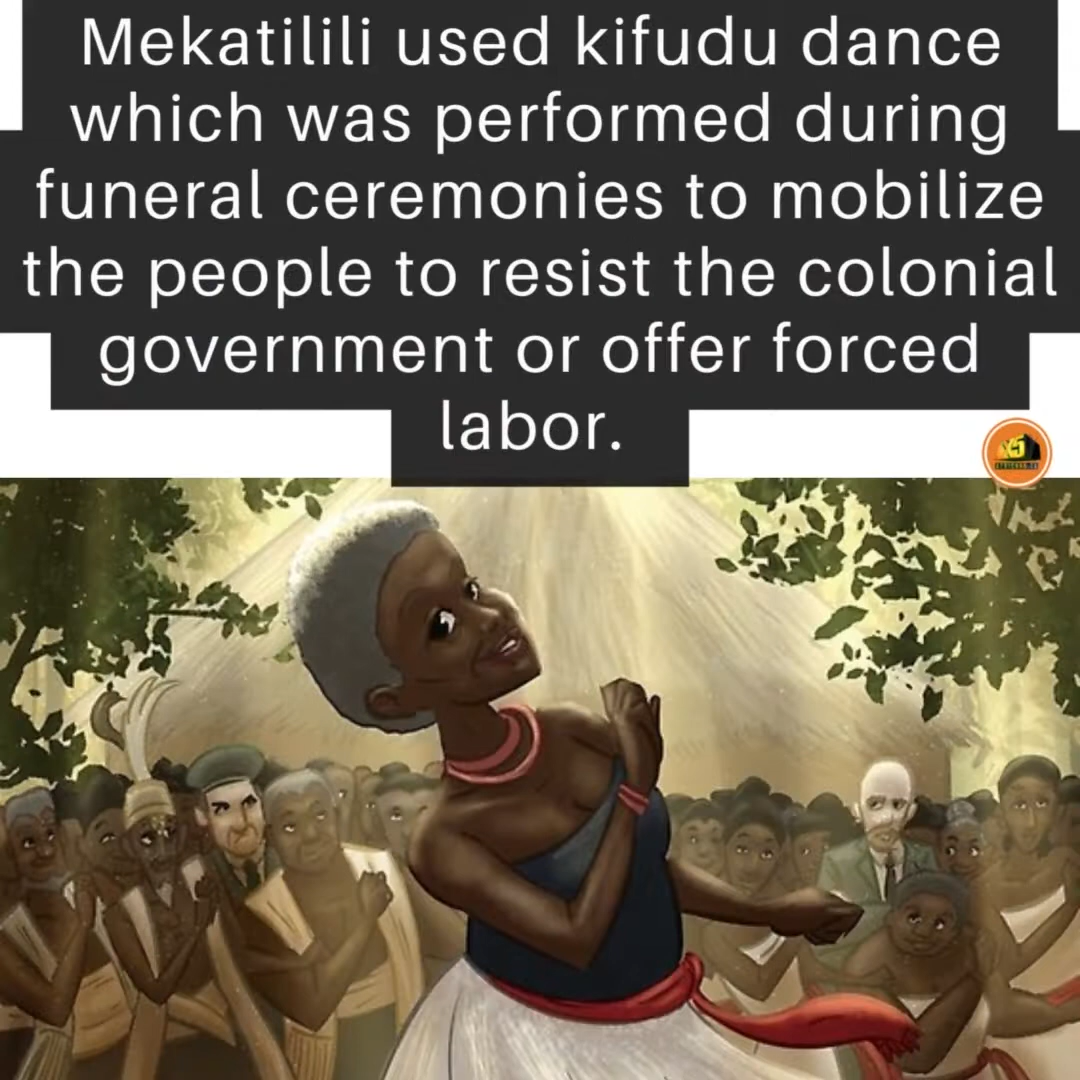 Mekatilili used kifudu dance
which was performed during
funeral ceremonies to mobilize
the people to resist the colonial
government or offer forced
labor.